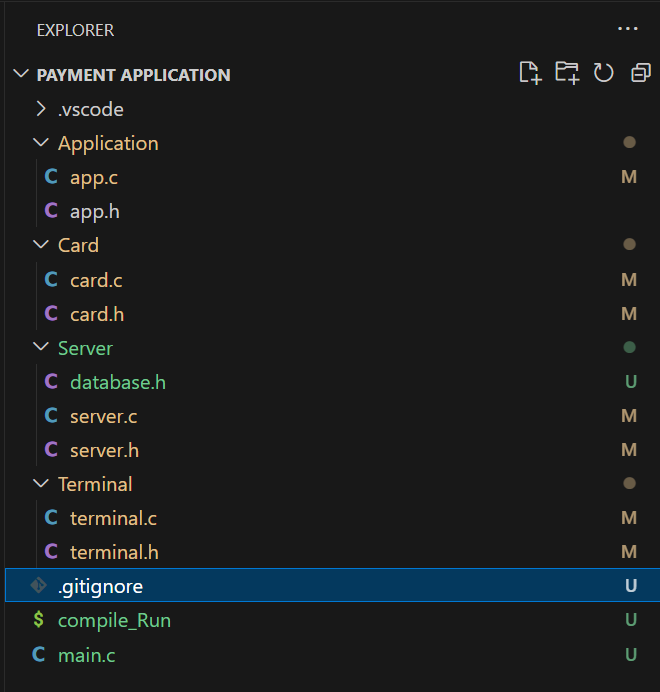 EXPLORER
PAYMENT APPLICATION
.vscode
Application
C app.c M
C app.h
Card
C card.c M
C card.h M
Server
C database.h U
C server.c M
C server.h M
Terminal
C terminal.c M
C terminal.h M
.gitignore U
$ compile_Run U
C main.c U